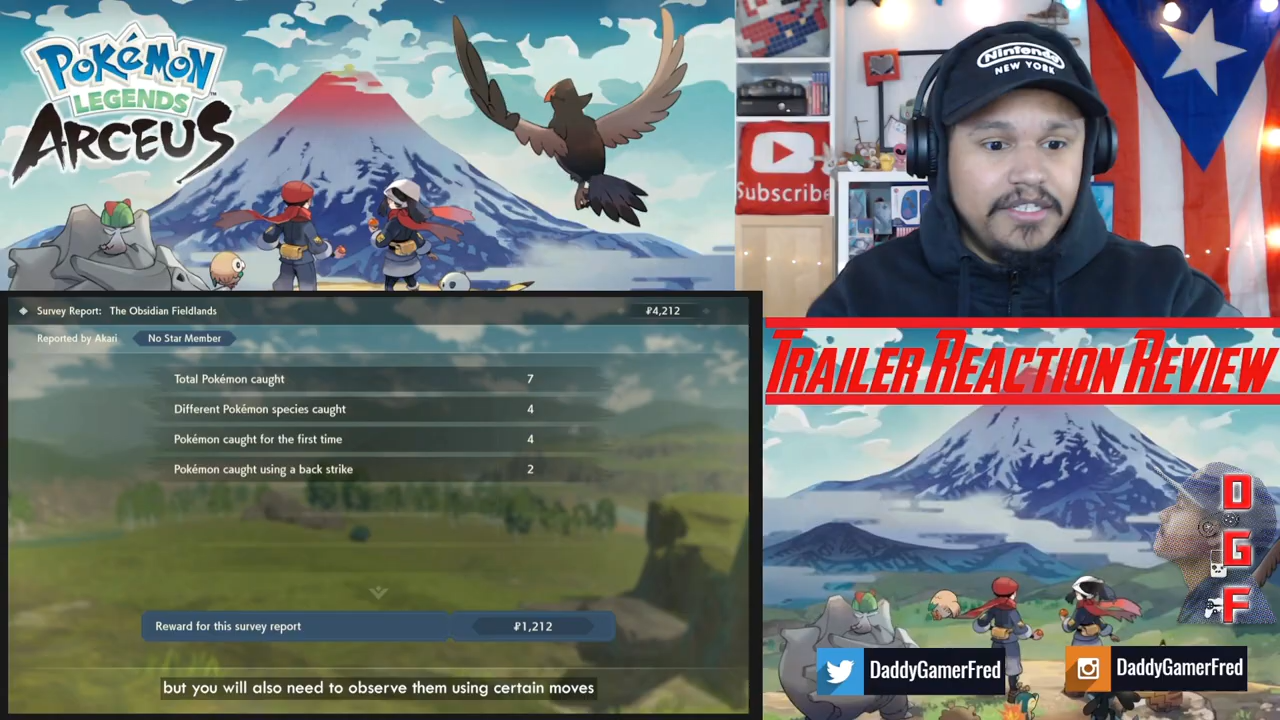 POKéMON
LEGENDS
ARCEUS
Nintendo
NEW YORK
Subscribe
Survey Report: The Obsidian Fieldlands
₽4,212
Reported by Akari
No Star Member
Total Pokémon caught 7
Different Pokémon species caught 4
Pokémon caught for the first time 4
Pokémon caught using a back strike 2
Reward for this survey report ₽1,212
but you will also need to observe them using certain moves
TRAILER REACTION REVIEW
D
G
F
DaddyGamerFred
DaddyGamerFred